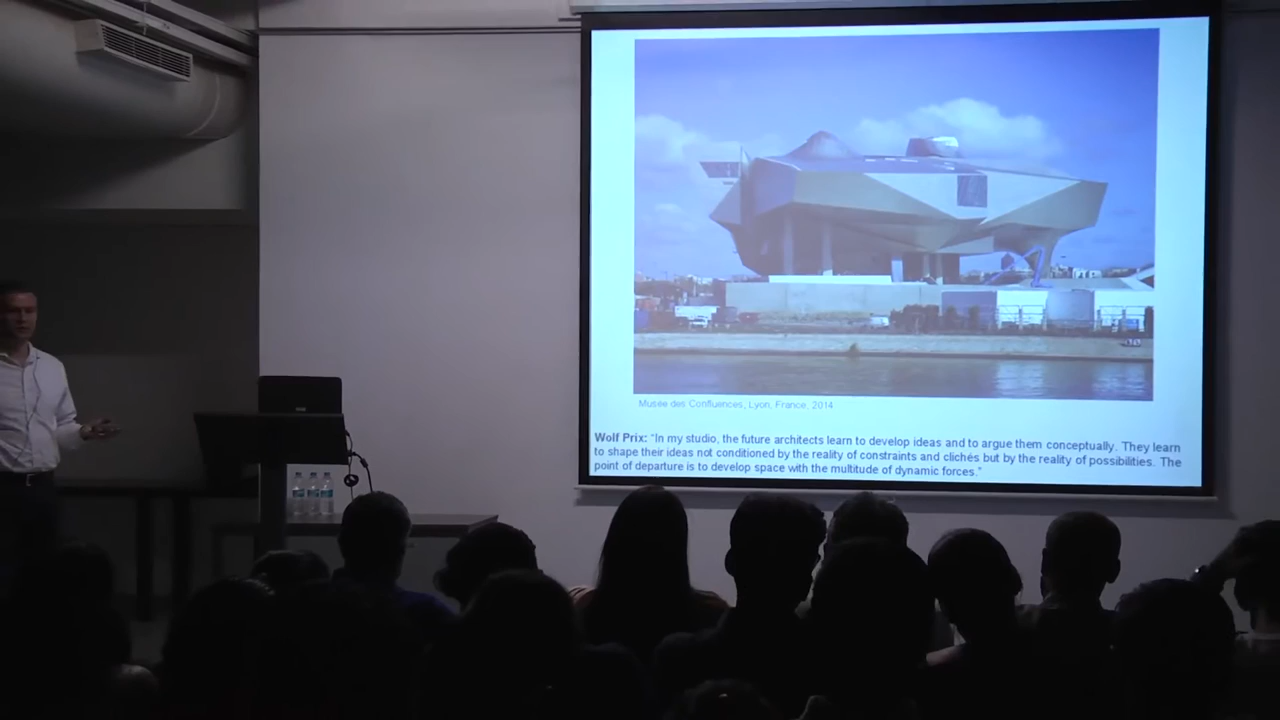 Musée des Confluences, Lyon, France, 2014
Wolf Prix: “In my studio, the future architects learn to develop ideas and to argue them conceptually. They learn
to shape their ideas not conditioned by the reality of constraints and clichés but by the reality of possibilities. The
point of departure is to develop space with the multitude of dynamic forces.”